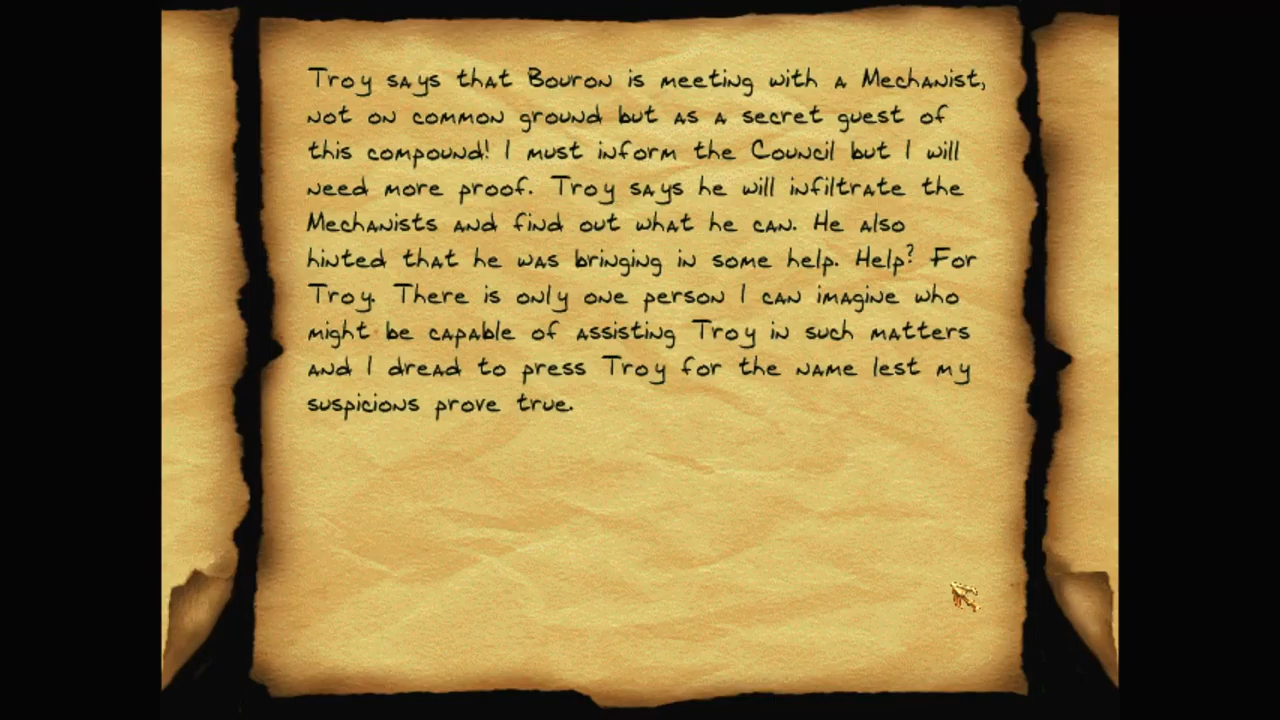 Troy says that Bouron is meeting with a Mechanist,
not on common ground but as a secret guest of
this compound! I must inform the Council but I will
need more proof. Troy says he will infiltrate the
Mechanists and find out what he can. He also
hinted that he was bringing in some help. Help? For
Troy. There is only one person I can imagine who
might be capable of assisting Troy in such matters
and I dread to press Troy for the name lest my
suspicions prove true.